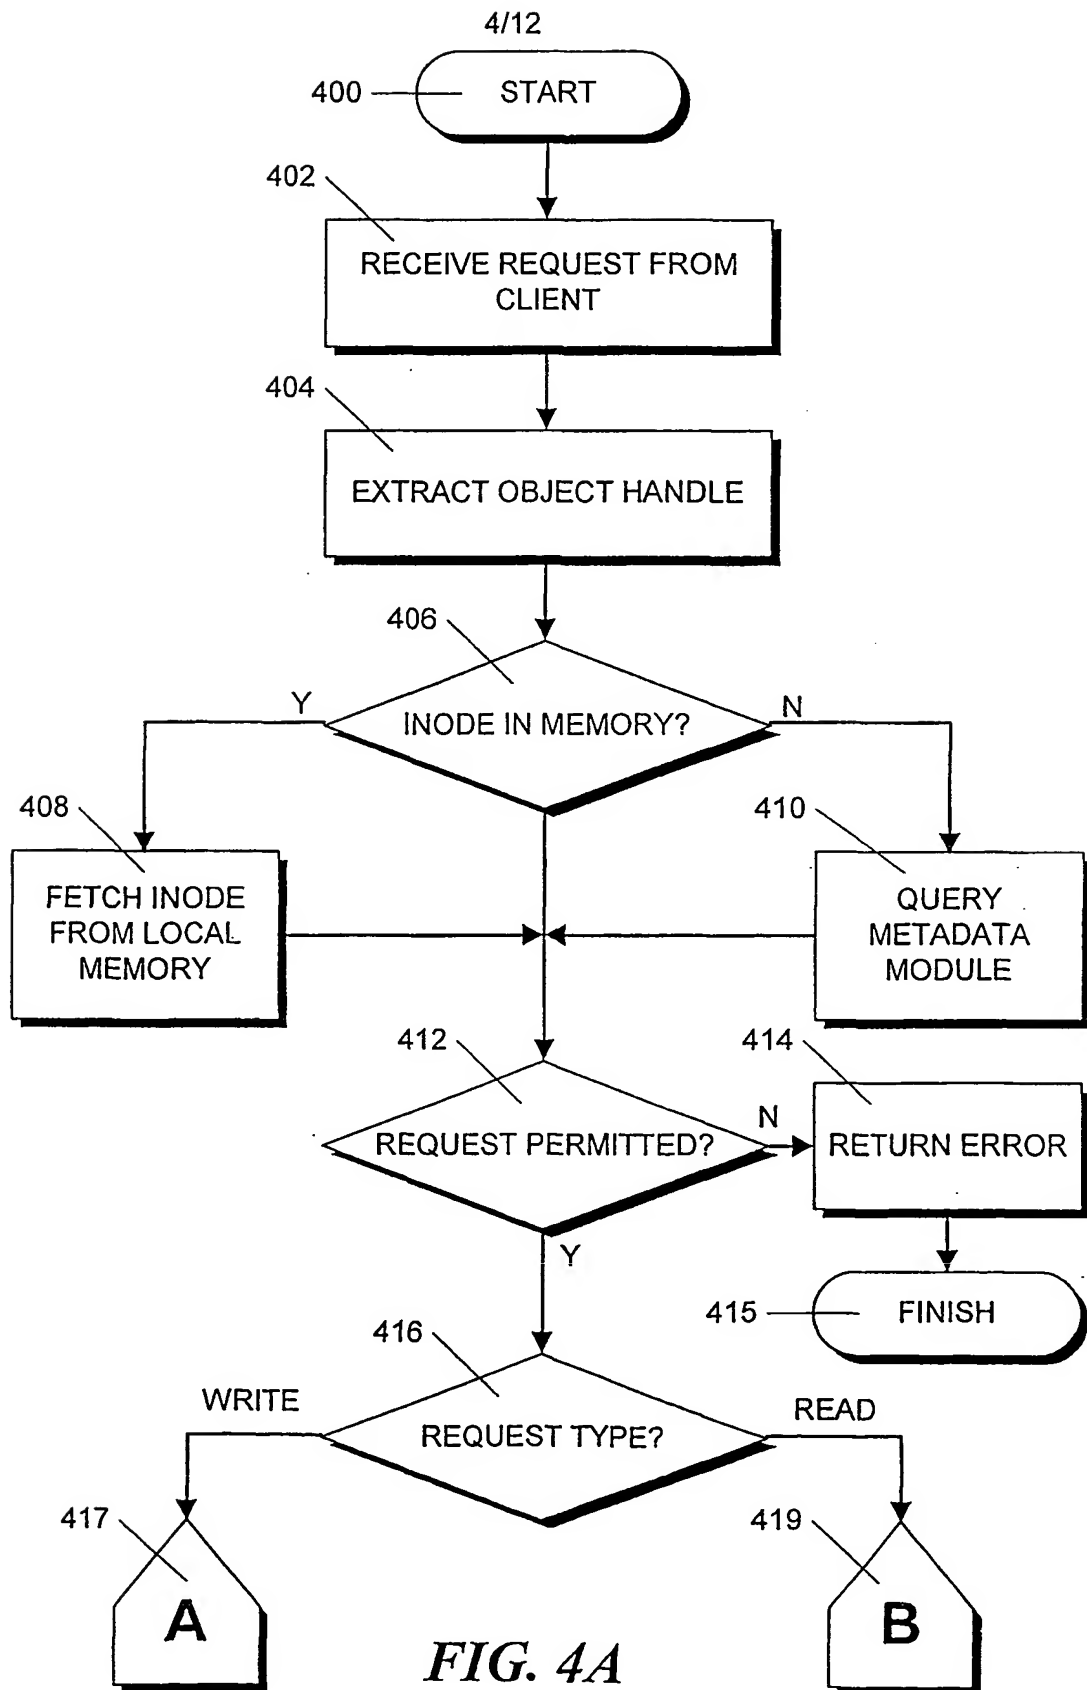 4/12
400
START
402
RECEIVE REQUEST FROM
CLIENT
404
EXTRACT OBJECT HANDLE
406
Y
INODE IN MEMORY?
N
408
FETCH INODE
FROM LOCAL
MEMORY
410
QUERY
METADATA
MODULE
412
REQUEST PERMITTED?
N
Y
414
RETURN ERROR
415
FINISH
416
WRITE
REQUEST TYPE?
READ
417
A
419
B
FIG. 4A